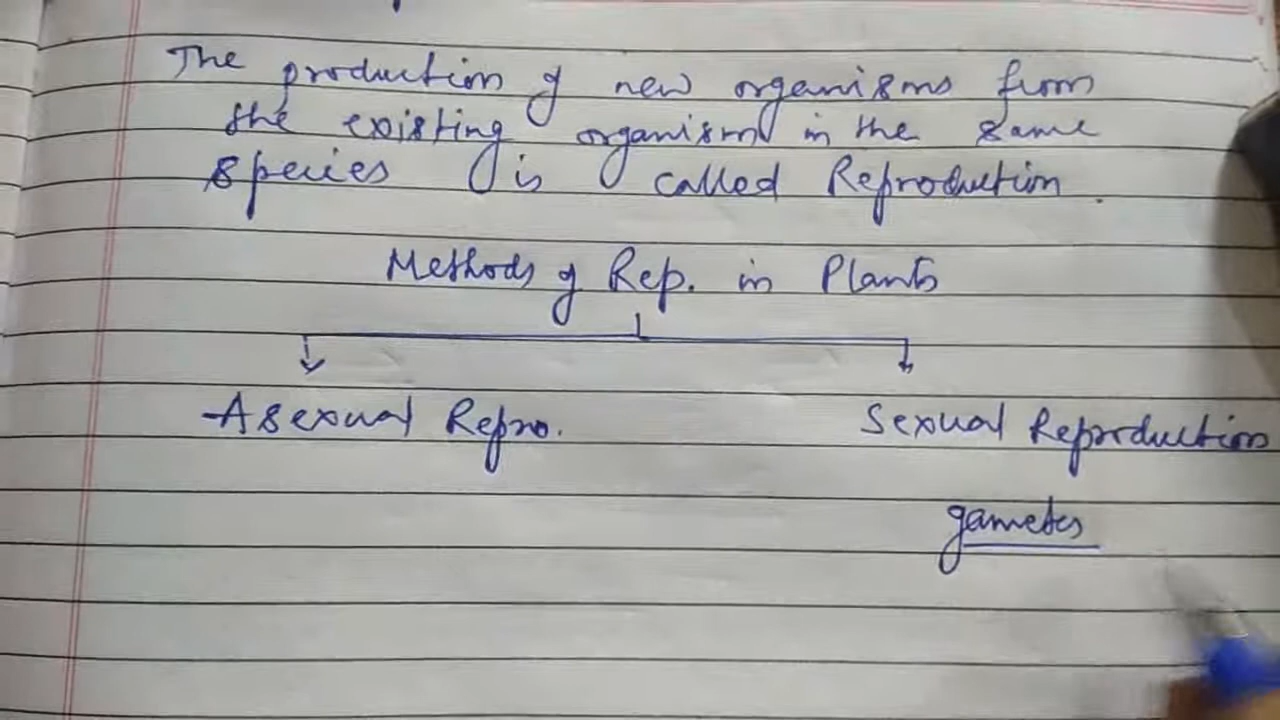 The production of new organisms from
the existing organism in the same
species is called Reproduction.
Methods of Rep. in Plants
Asexual Repro. Sexual Reproduction
gametes